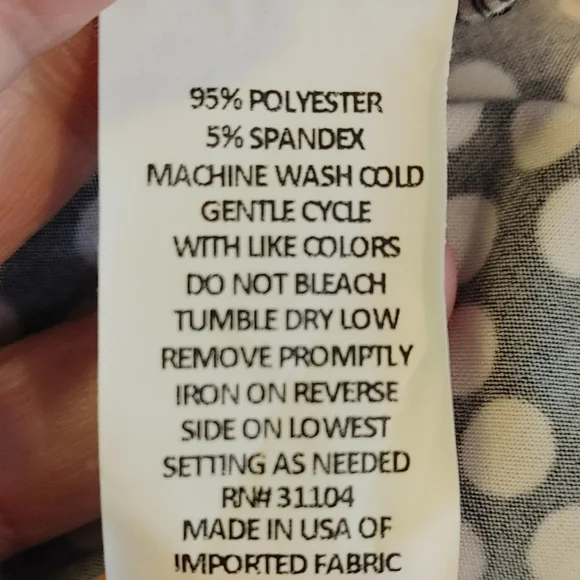 95% POLYESTER
5% SPANDEX
MACHINE WASH COLD
GENTLE CYCLE
WITH LIKE COLORS
DO NOT BLEACH
TUMBLE DRY LOW
REMOVE PROMPTLY
IRON ON REVERSE
SIDE ON LOWEST
SETTING AS NEEDED
RN# 31104
MADE IN USA OF
IMPORTED FABRIC